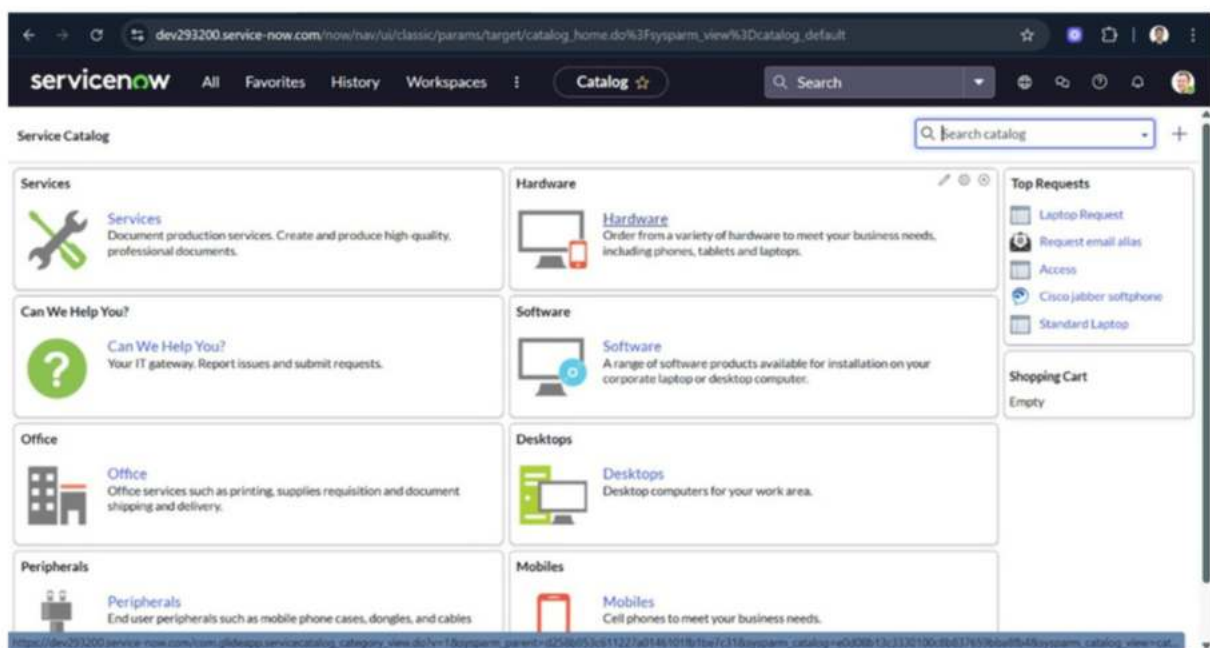 dev293200.service-now.com/now/nav/ui/classic/params/target/catalog_home.do%3Fsysparm_view%3Dcatalog_default
servicenow All Favorites History Workspaces Catalog Search
Service Catalog
Search catalog
Services
Services
Document production services. Create and produce high-quality,
professional documents.
Hardware
Hardware
Order from a variety of hardware to meet your business needs,
including phones, tablets and laptops.
Top Requests
Laptop Request
Request email alias
Access
Cisco jabber softphone
Standard Laptop
Can We Help You?
Can We Help You?
Your IT gateway. Report issues and submit requests.
Software
Software
A range of software products available for installation on your
corporate laptop or desktop computer.
Shopping Cart
Empty
Office
Office
Office services such as printing, supplies requisition and document
shipping and delivery.
Desktops
Desktops
Desktop computers for your work area.
Peripherals
Peripherals
End user peripherals such as mobile phone cases, dongles, and cables
Mobiles
Mobiles
Cell phones to meet your business needs.